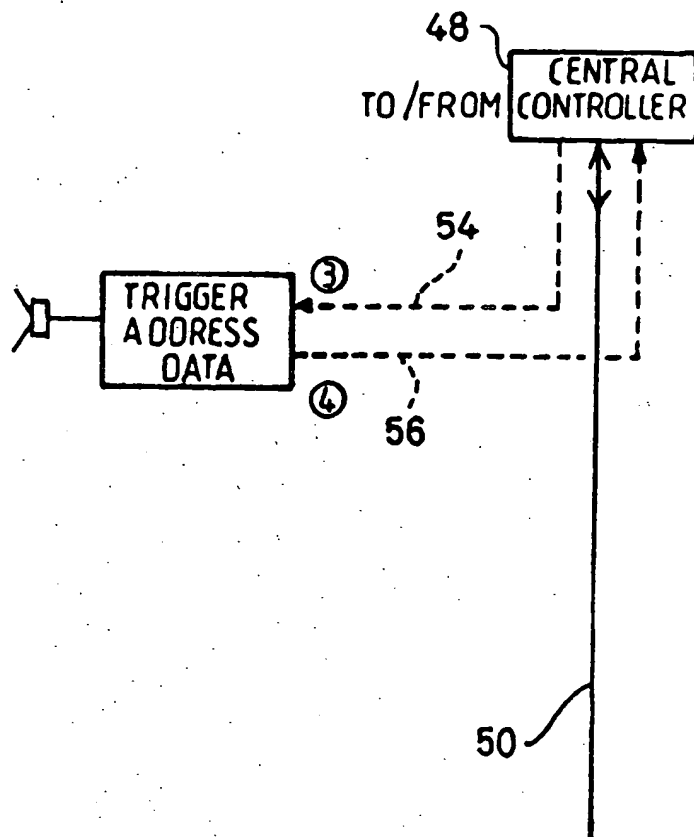 48
CENTRAL
TO/FROM CONTROLLER
54
③
TRIGGER
ADDRESS
DATA
④
56
50